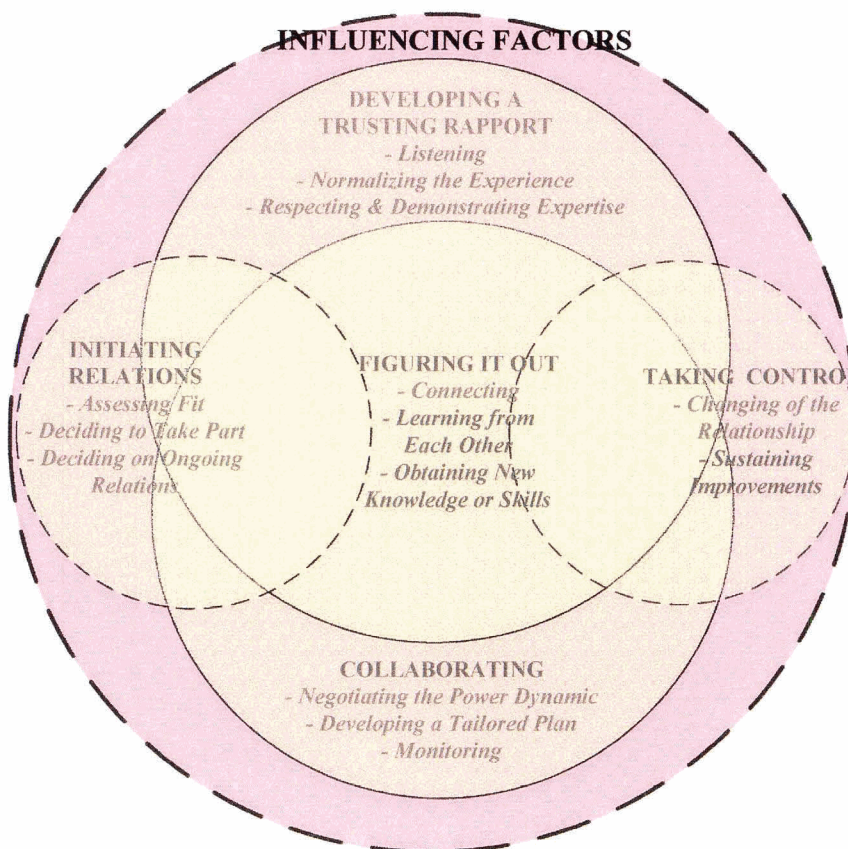 INFLUENCING FACTORS
DEVELOPING A
TRUSTING RAPPORT
- Listening
- Normalizing the Experience
- Respecting & Demonstrating Expertise
INITIATING
RELATIONS
- Assessing Fit
- Deciding to Take Part
- Deciding on Ongoing
Relations
FIGURING IT OUT
- Connecting
- Learning from
Each Other
- Obtaining New
Knowledge or Skills
TAKING CONTRO
- Changing of the
Relationship
- Sustaining
Improvements
COLLABORATING
- Negotiating the Power Dynamic
- Developing a Tailored Plan
- Monitoring